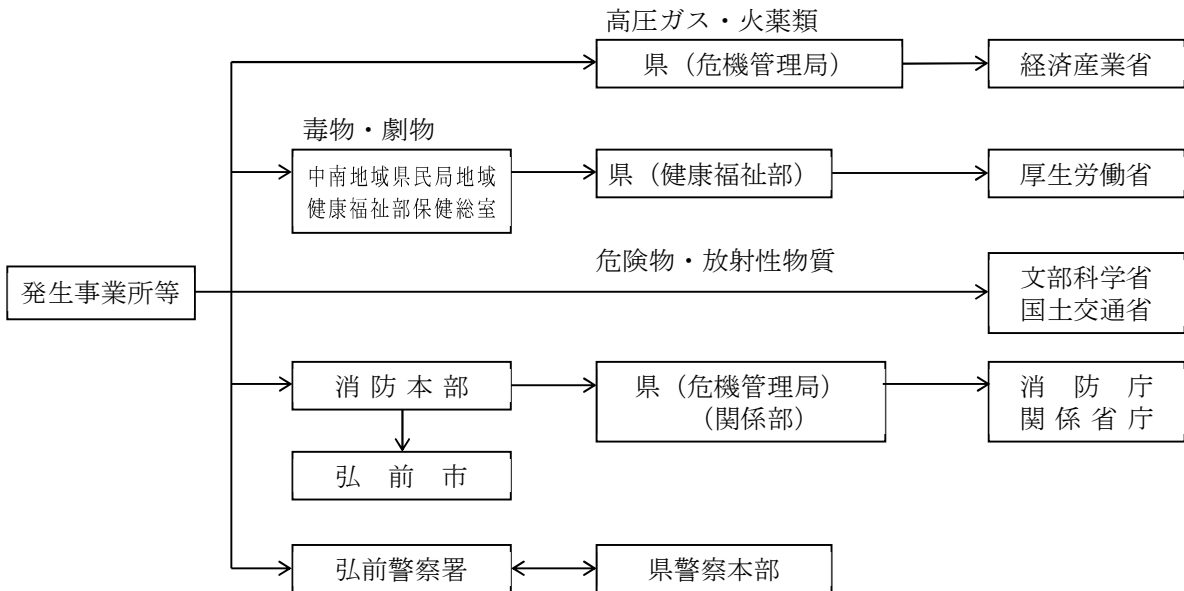 高圧ガス・火薬類
県（危機管理局）
経済産業省
毒物・劇物
中南地域県民局地域
健康福祉部保健総室
県（健康福祉部）
厚生労働省
危険物・放射性物質
発生事業所等
文部科学省
国土交通省
消防本部
県（危機管理局）
（関係部）
消防庁
関係省庁
弘前市
弘前警察署
県警察本部